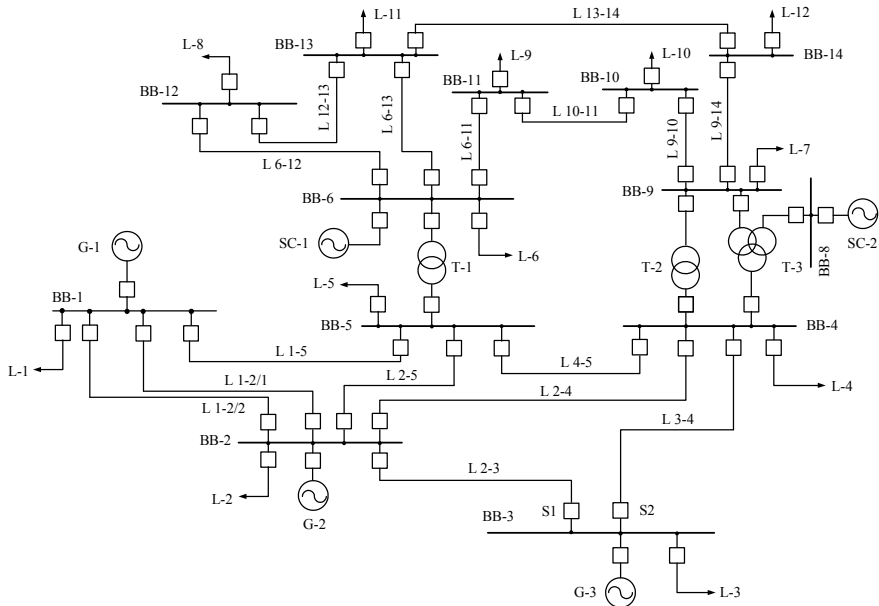 L-11
L 13-14
L-12
L-8
BB-13
L-9
L-10
BB-14
BB-12
BB-11
BB-10
L 12-13
L 6-13
L 6-11
L 10-11
L 9-10
L 9-14
L-7
L 6-12
BB-6
BB-9
SC-1
L-6
G-1
T-1
T-2
T-3
BB-8
SC-2
L-5
BB-1
BB-5
BB-4
L 1-5
L 4-5
L-1
L 1-2/1
L 2-5
L 2-4
L-4
L 1-2/2
L 3-4
BB-2
L 2-3
L-2
G-2
S1
S2
BB-3
G-3
L-3